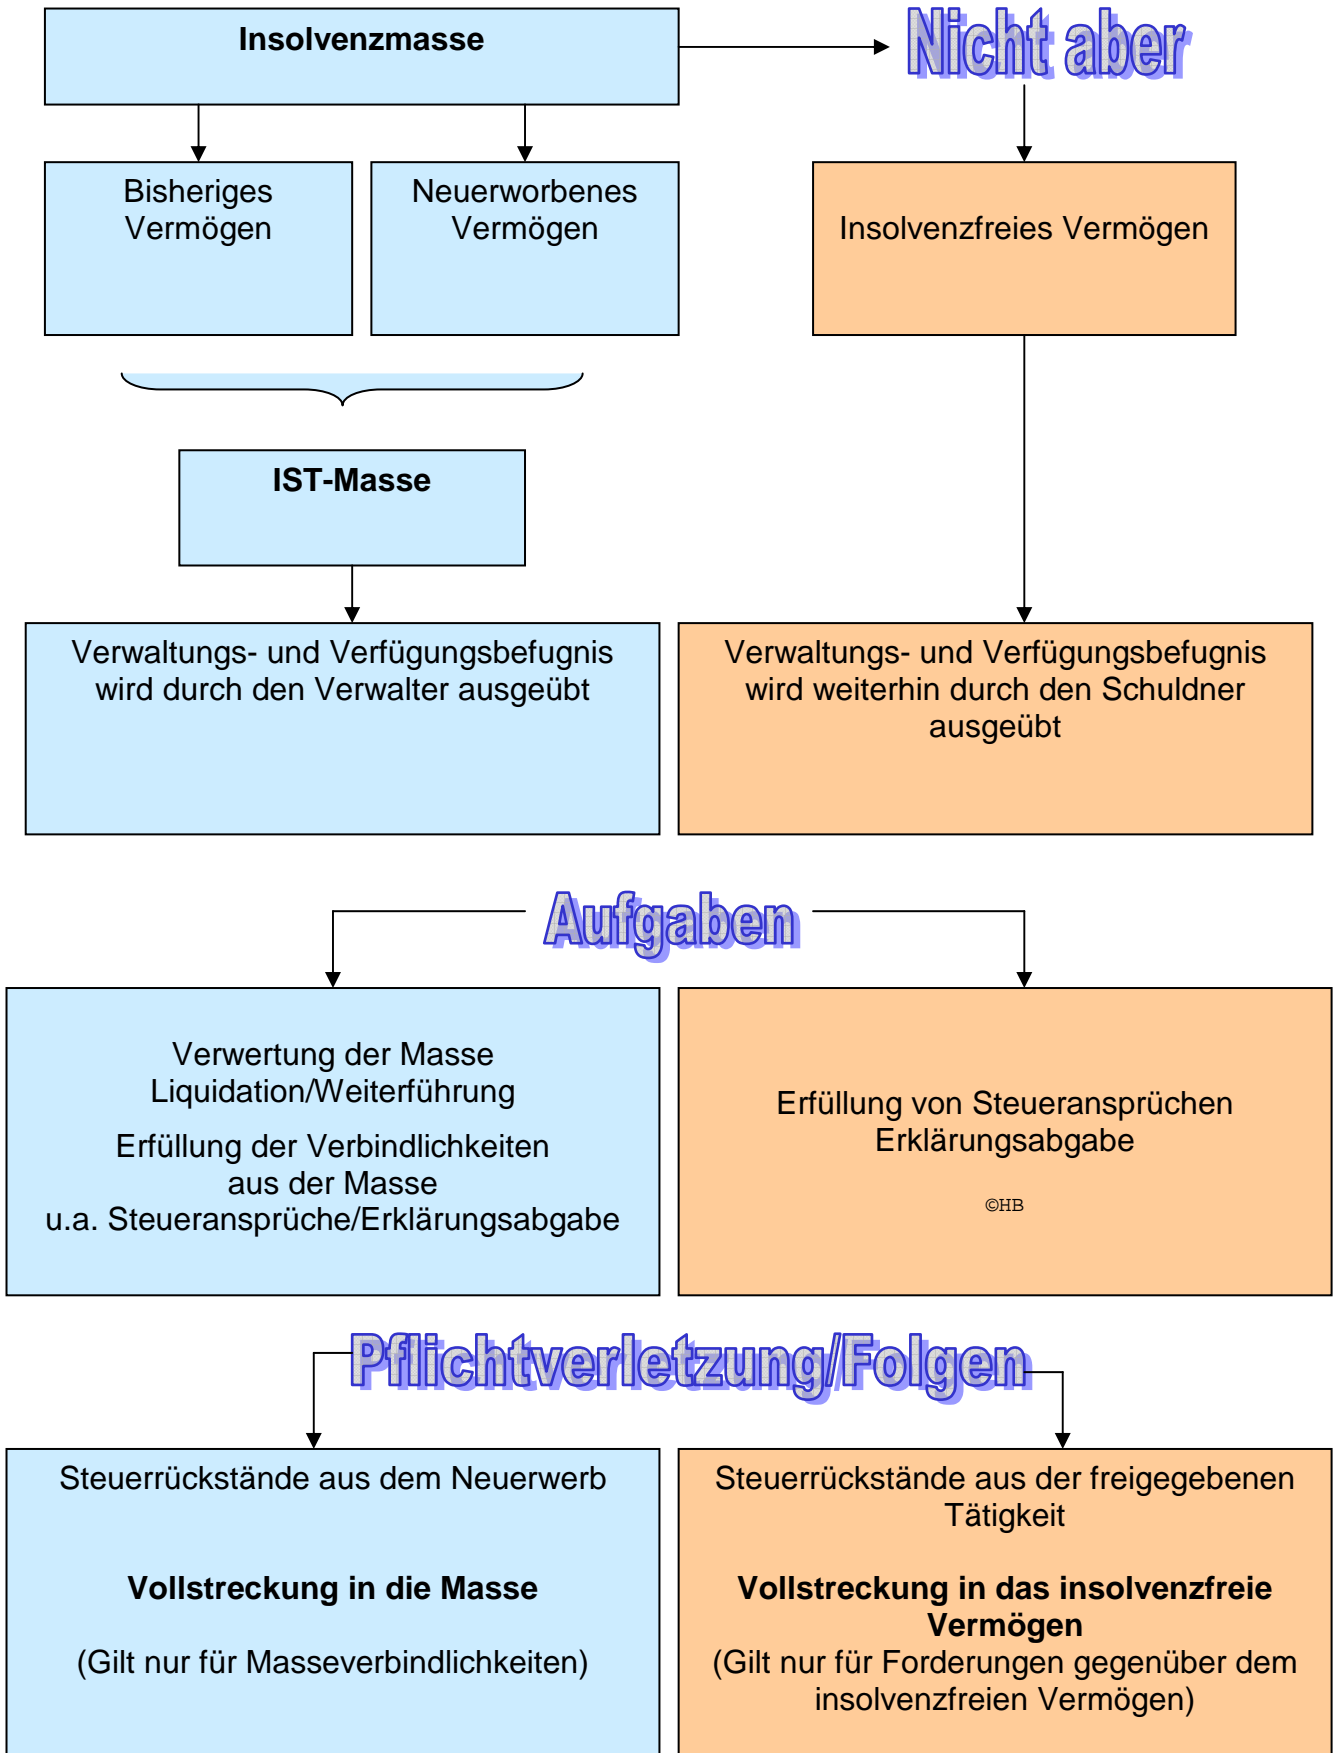 Insolvenzmasse
Nicht aber
Bisheriges
Vermögen
Neuerworbenes
Vermögen
Insolvenzfreies Vermögen
IST-Masse
Verwaltungs- und Verfügungsbefugnis
wird durch den Verwalter ausgeübt
Verwaltungs- und Verfügungsbefugnis
wird weiterhin durch den Schuldner
ausgeübt
Aufgaben
Verwertung der Masse
Liquidation/Weiterführung
Erfüllung der Verbindlichkeiten
aus der Masse
u.a. Steueransprüche/Erklärungsabgabe
Erfüllung von Steueransprüchen
Erklärungsabgabe
©HB
Pflichtverletzung/Folgen
Steuerrückstände aus dem Neuerwerb
Vollstreckung in die Masse
(Gilt nur für Masseverbindlichkeiten)
Steuerrückstände aus der freigegebenen
Tätigkeit
Vollstreckung in das insolvenzfreie
Vermögen
(Gilt nur für Forderungen gegenüber dem
insolvenzfreien Vermögen)